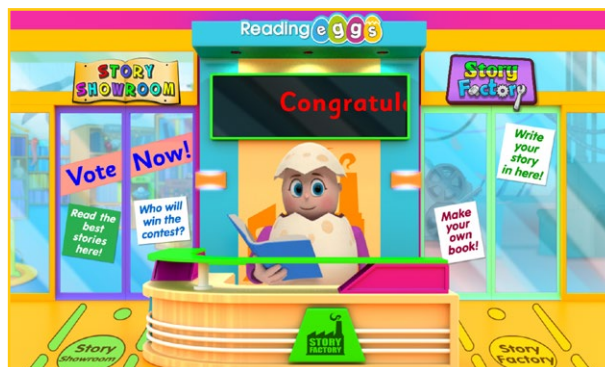 Reading eggs
STORY
SHOWROOM
Story
Factory
Congratul
Vote Now!
Read the
best
stories
here!
Who will
win the
contest?
Write
your
story
in here!
Make
your
own
book!
STORY
FACTORY
Story
Showroom
Story
Factory